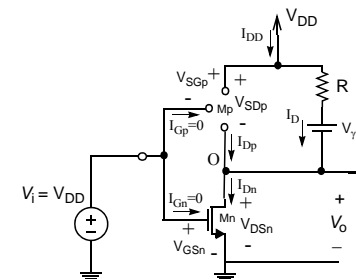 V_DD
I_DD
V_SGp + +
- Mp V_SDp R
I_Gp=0 - I_D V_γ
I_Dp
O
V_i = V_DD I_Gn=0 I_Dn +
Mn + V_o
+ V_DSn
V_GSn - - –